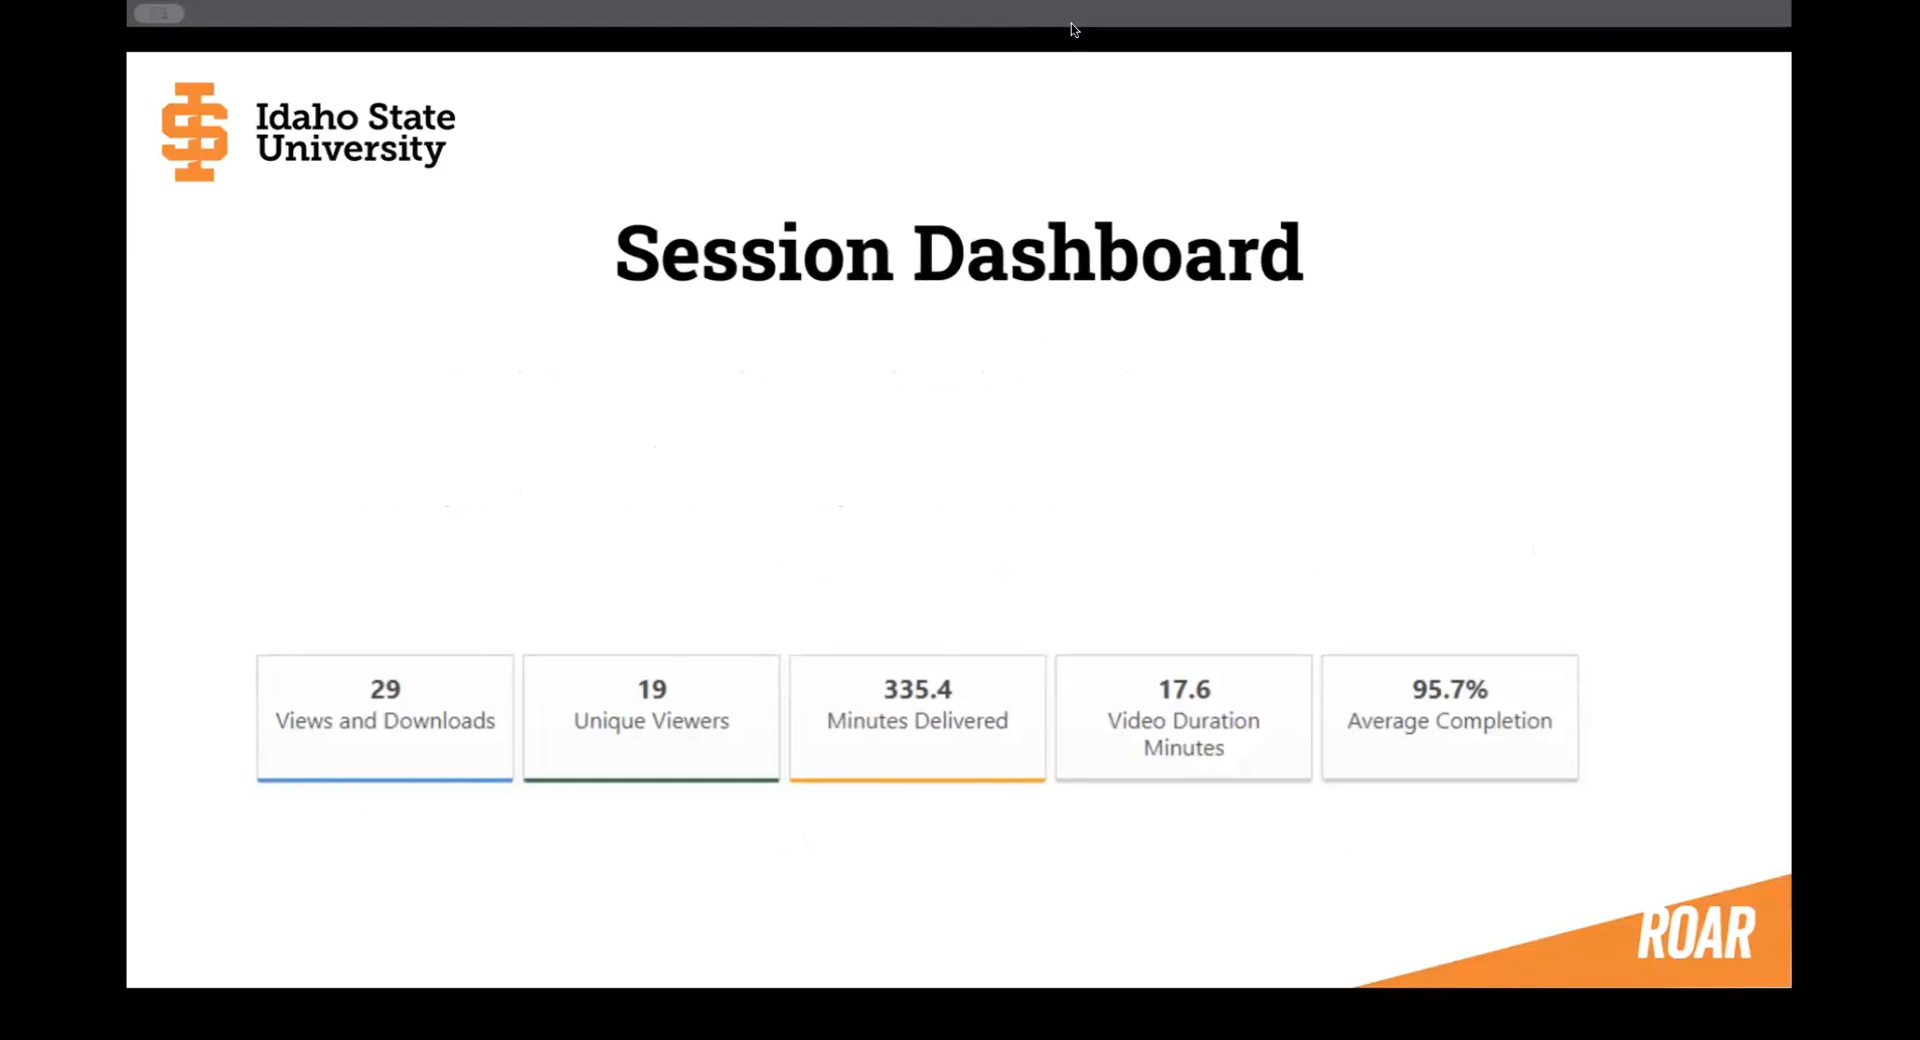 Idaho State
University
Session Dashboard
29
Views and Downloads
19
Unique Viewers
335.4
Minutes Delivered
17.6
Video Duration
Minutes
95.7%
Average Completion
ROAR